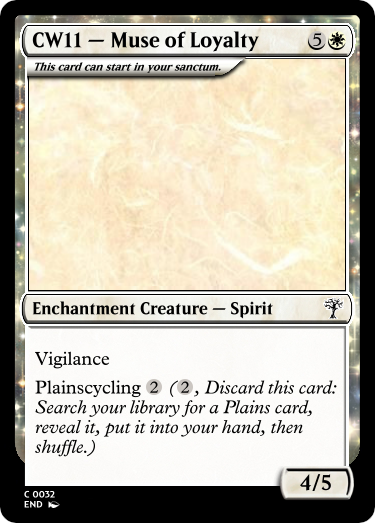 CW11 — Muse of Loyalty 5
This card can start in your sanctum.
Enchantment Creature — Spirit
Vigilance
Plainscycling 2 (2, Discard this card:
Search your library for a Plains card,
reveal it, put it into your hand, then
shuffle.)
4/5
C 0032
END